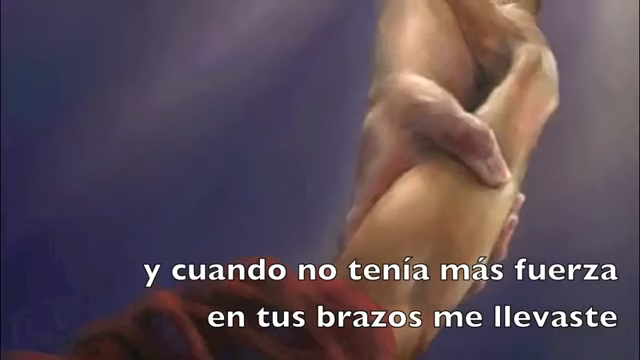 y cuando no tenía más fuerza
en tus brazos me llevaste